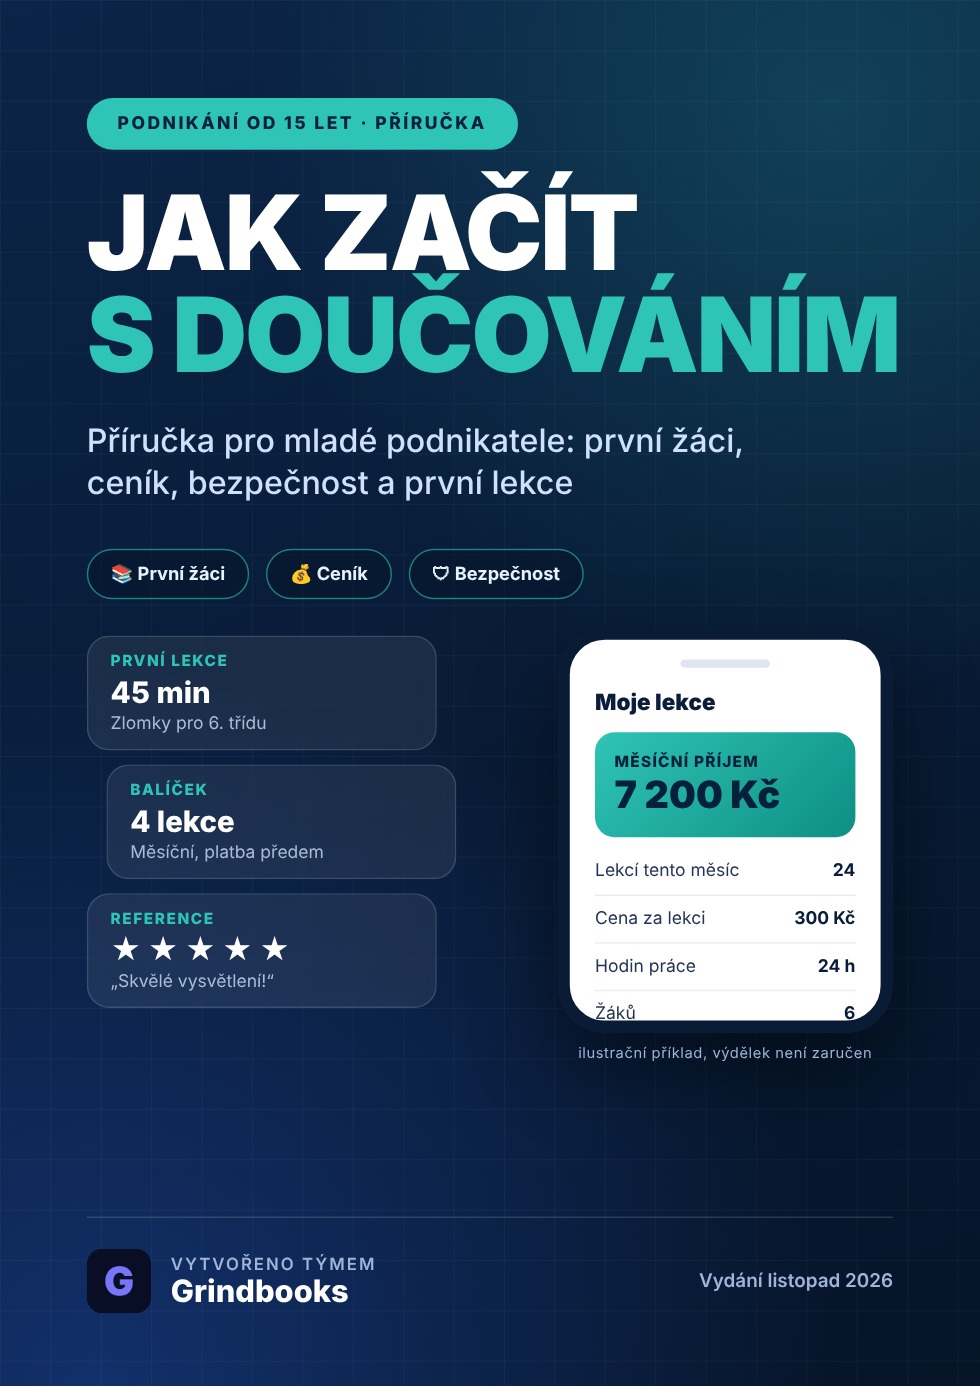 PODNIKÁNÍ OD 15 LET · PŘÍRUČKA
JAK ZAČÍT
S DOUČOVÁNÍM
Příručka pro mladé podnikatele: první žáci,
ceník, bezpečnost a první lekce
📚 První žáci
💰 Ceník
🛡 Bezpečnost
PRVNÍ LEKCE
45 min
Zlomky pro 6. třídu
BALÍČEK
4 lekce
Měsíční, platba předem
REFERENCE
★ ★ ★ ★ ★
„Skvělé vysvětlení!“
Moje lekce
MĚSÍČNÍ PŘÍJEM
7 200 Kč
Lekcí tento měsíc 24
Cena za lekci 300 Kč
Hodin práce 24 h
Žáků 6
ilustrační příklad, výdělek není zaručen
G
VYTVOŘENO TÝMEM
Grindbooks
Vydání listopad 2026